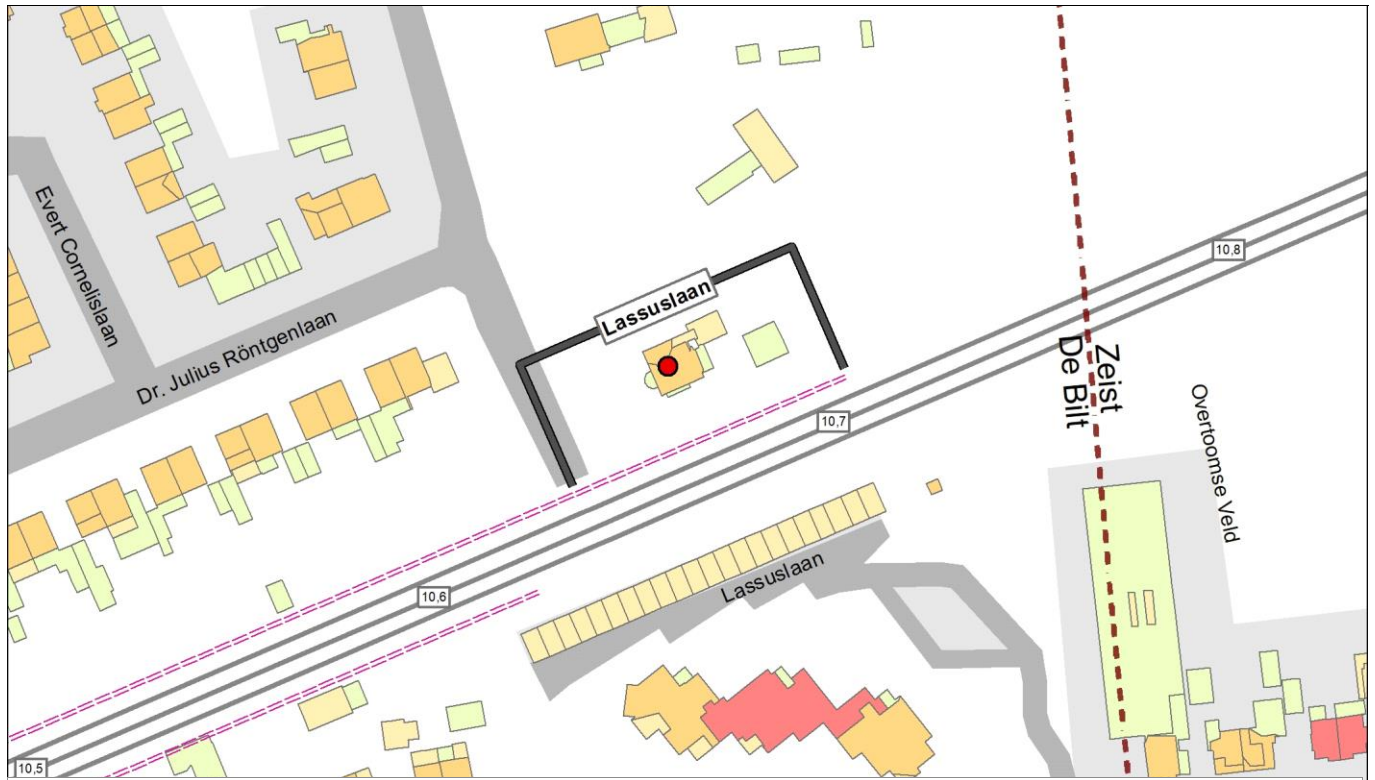 Evert Cornelislaan
Dr. Julius Röntgenlaan
Lassuslaan
10,8
Zeist
De Bilt
Overtoomse Veld
10,7
Lassuslaan
10,6
10,5